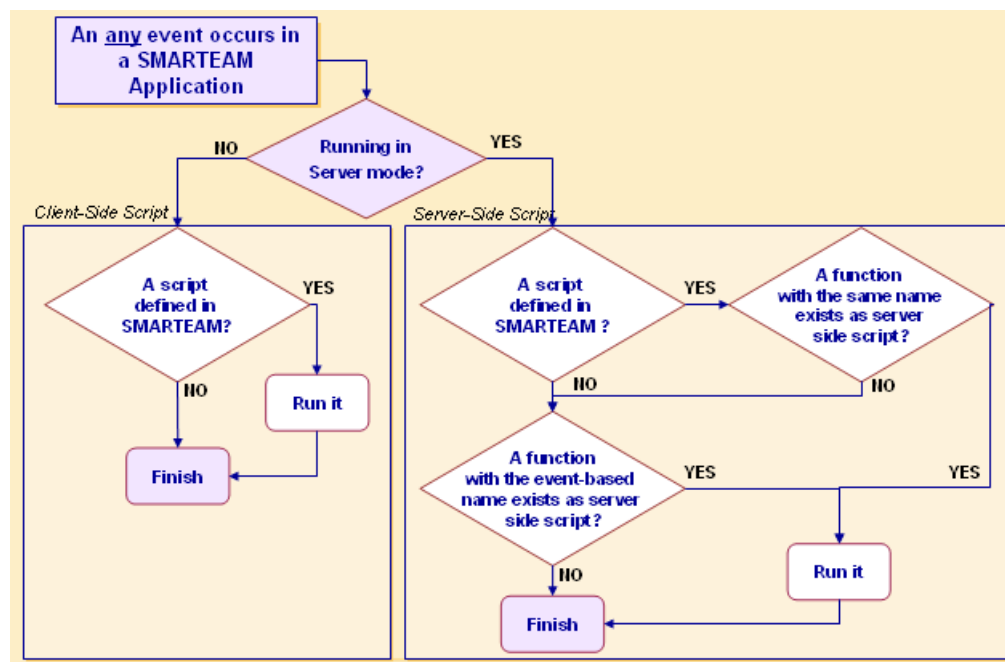 An any event occurs in
a SMARTEAM
Application
NO
Running in
Server mode?
YES
Client-Side Script
Server-Side Script
A script
defined in
SMARTEAM?
YES
NO
Run it
Finish
A script
defined in
SMARTEAM ?
YES
A function
with the same name
exists as server
side script?
NO
NO
A function
with the event-based
name exists as server
side script?
YES
YES
NO
Run it
Finish